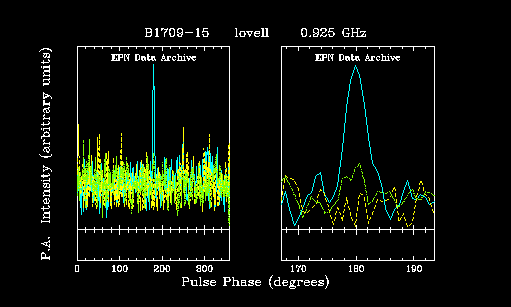 B1709-15 lovell 0.925 GHz
EPN Data Archive EPN Data Archive
P.A. Intensity (arbitrary units)
0 100 200 300 170 180 190
Pulse Phase (degrees)